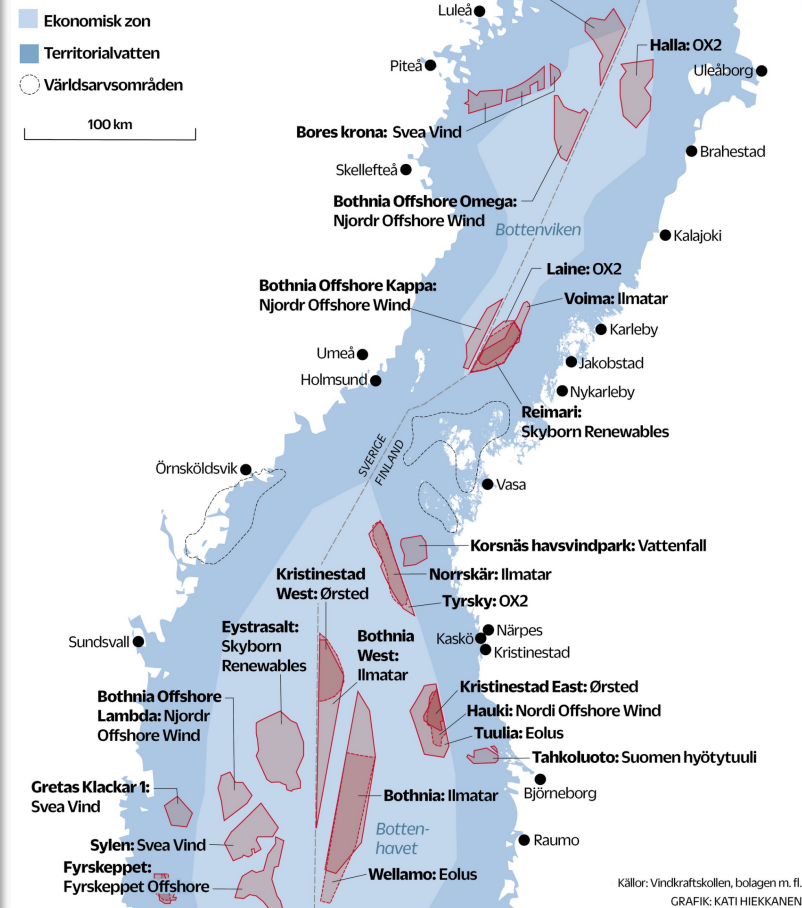 Ekonomisk zon
Territorialvatten
Världsarvsområden
100 km
Luleå
Halla: OX2
Piteå
Uleåborg
Bores krona: Svea Vind
Brahestad
Skellefteå
Bothnia Offshore Omega:
Njordr Offshore Wind
Bottenviken
Kalajoki
Laine: OX2
Bothnia Offshore Kappa:
Njordr Offshore Wind
Voima: Ilmatar
Karleby
Umeå
Jakobstad
Holmsund
Nykarleby
Reimari:
Skyborn Renewables
SVERIGE
FINLAND
Örnsköldsvik
Vasa
Korsnäs havsvindpark: Vattenfall
Kristinestad
West: Ørsted
Norrskär: Ilmatar
Tyrsky: OX2
Eystrasalt:
Skyborn
Renewables
Bothnia
West:
Ilmatar
Närpes
Kaskö
Kristinestad
Sundsvall
Kristinestad East: Ørsted
Hauki: Nordi Offshore Wind
Tuulia: Eolus
Bothnia Offshore
Lambda: Njordr
Offshore Wind
Tahkoluoto: Suomen hyötytuuli
Gretas Klackar 1:
Svea Vind
Bothnia: Ilmatar
Björneborg
Botten-
havet
Raumo
Sylen: Svea Vind
Fyrskeppet:
Fyrskeppet Offshore
Wellamo: Eolus
Källor: Vindkraftskollen, bolagen m. fl.
GRAFIK: KATI HIEKKANEN